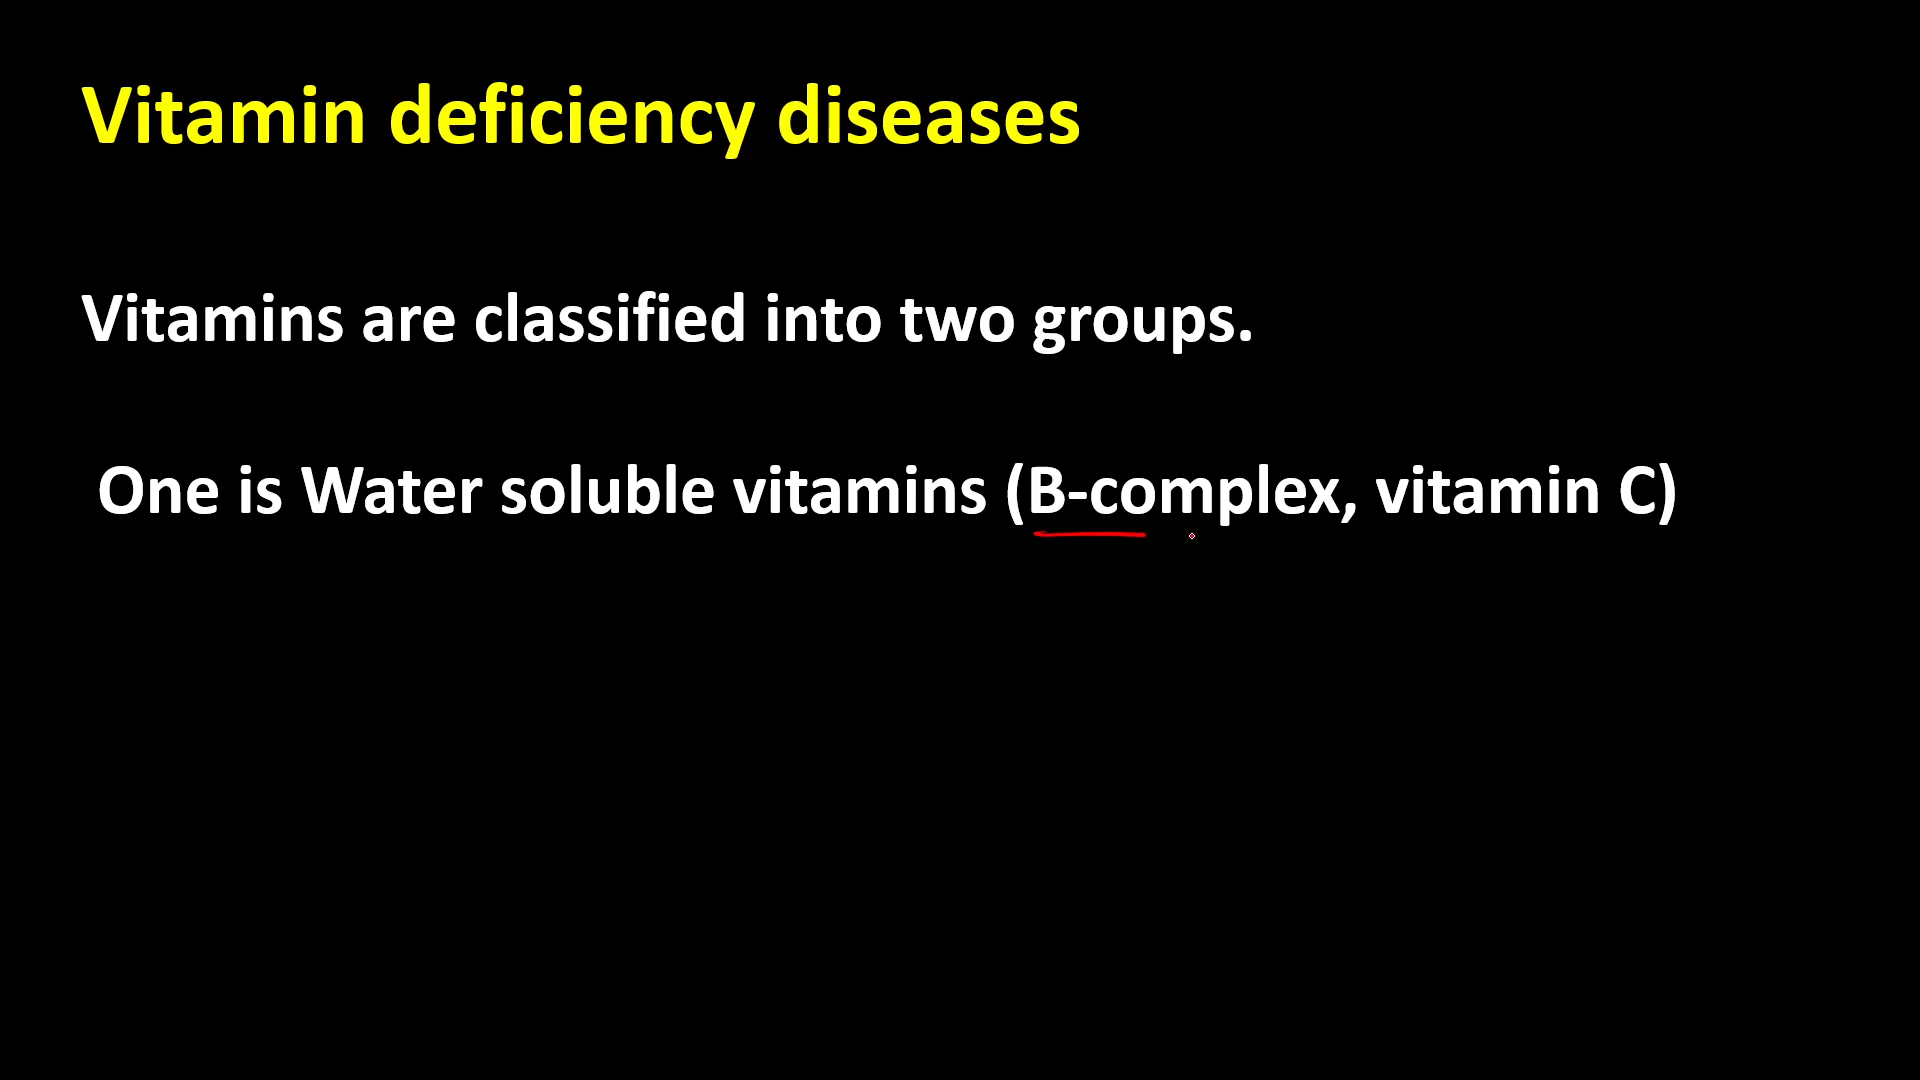 Vitamin deficiency diseases
Vitamins are classified into two groups.
One is Water soluble vitamins (B-complex, vitamin C)